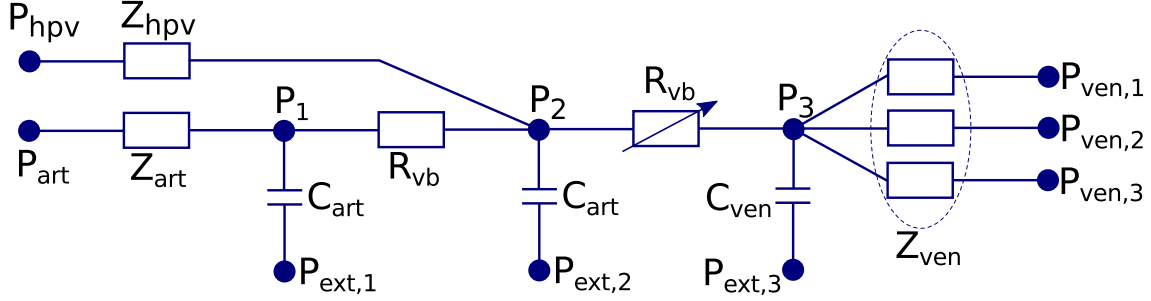 P_hpv Z_hpv
P_art Z_art P_1 R_vb P_2 R_vb P_3 P_ven,1
P_ven,2
P_ven,3
C_art C_art C_ven Z_ven
P_ext,1 P_ext,2 P_ext,3